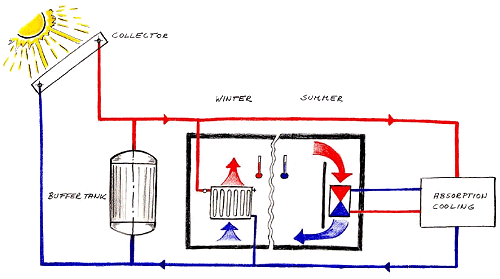 COLLECTOR
WINTER
SUMMER
BUFFER TANK
ABSORPTION
COOLING